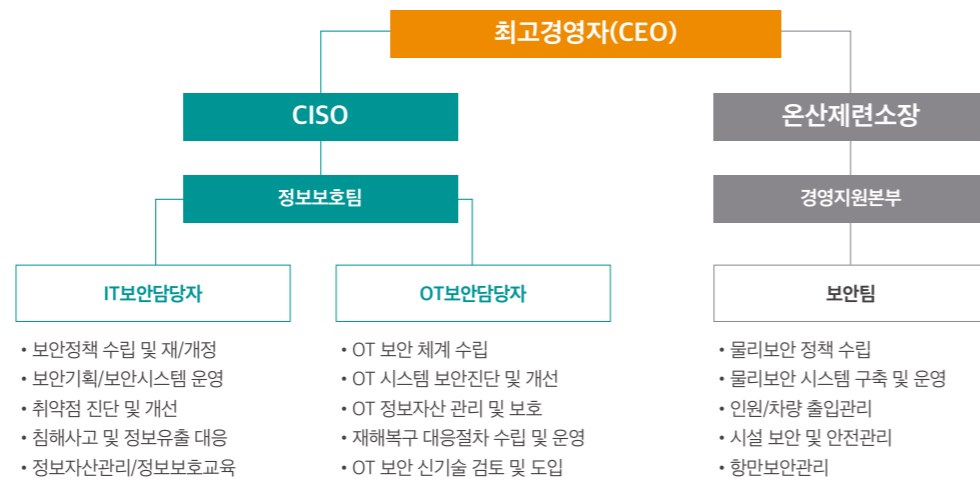 최고경영자(CEO)
CISO
온산제련소장
정보보호팀
경영지원본부
IT보안담당자
OT보안담당자
보안팀
• 보안정책 수립 및 재/개정
• 보안기획/보안시스템 운영
• 취약점 진단 및 개선
• 침해사고 및 정보유출 대응
• 정보자산관리/정보보호교육
• OT 보안 체계 수립
• OT 시스템 보안진단 및 개선
• OT 정보자산 관리 및 보호
• 재해복구 대응절차 수립 및 운영
• OT 보안 신기술 검토 및 도입
• 물리보안 정책 수립
• 물리보안 시스템 구축 및 운영
• 인원/차량 출입관리
• 시설 보안 및 안전관리
• 항만보안관리